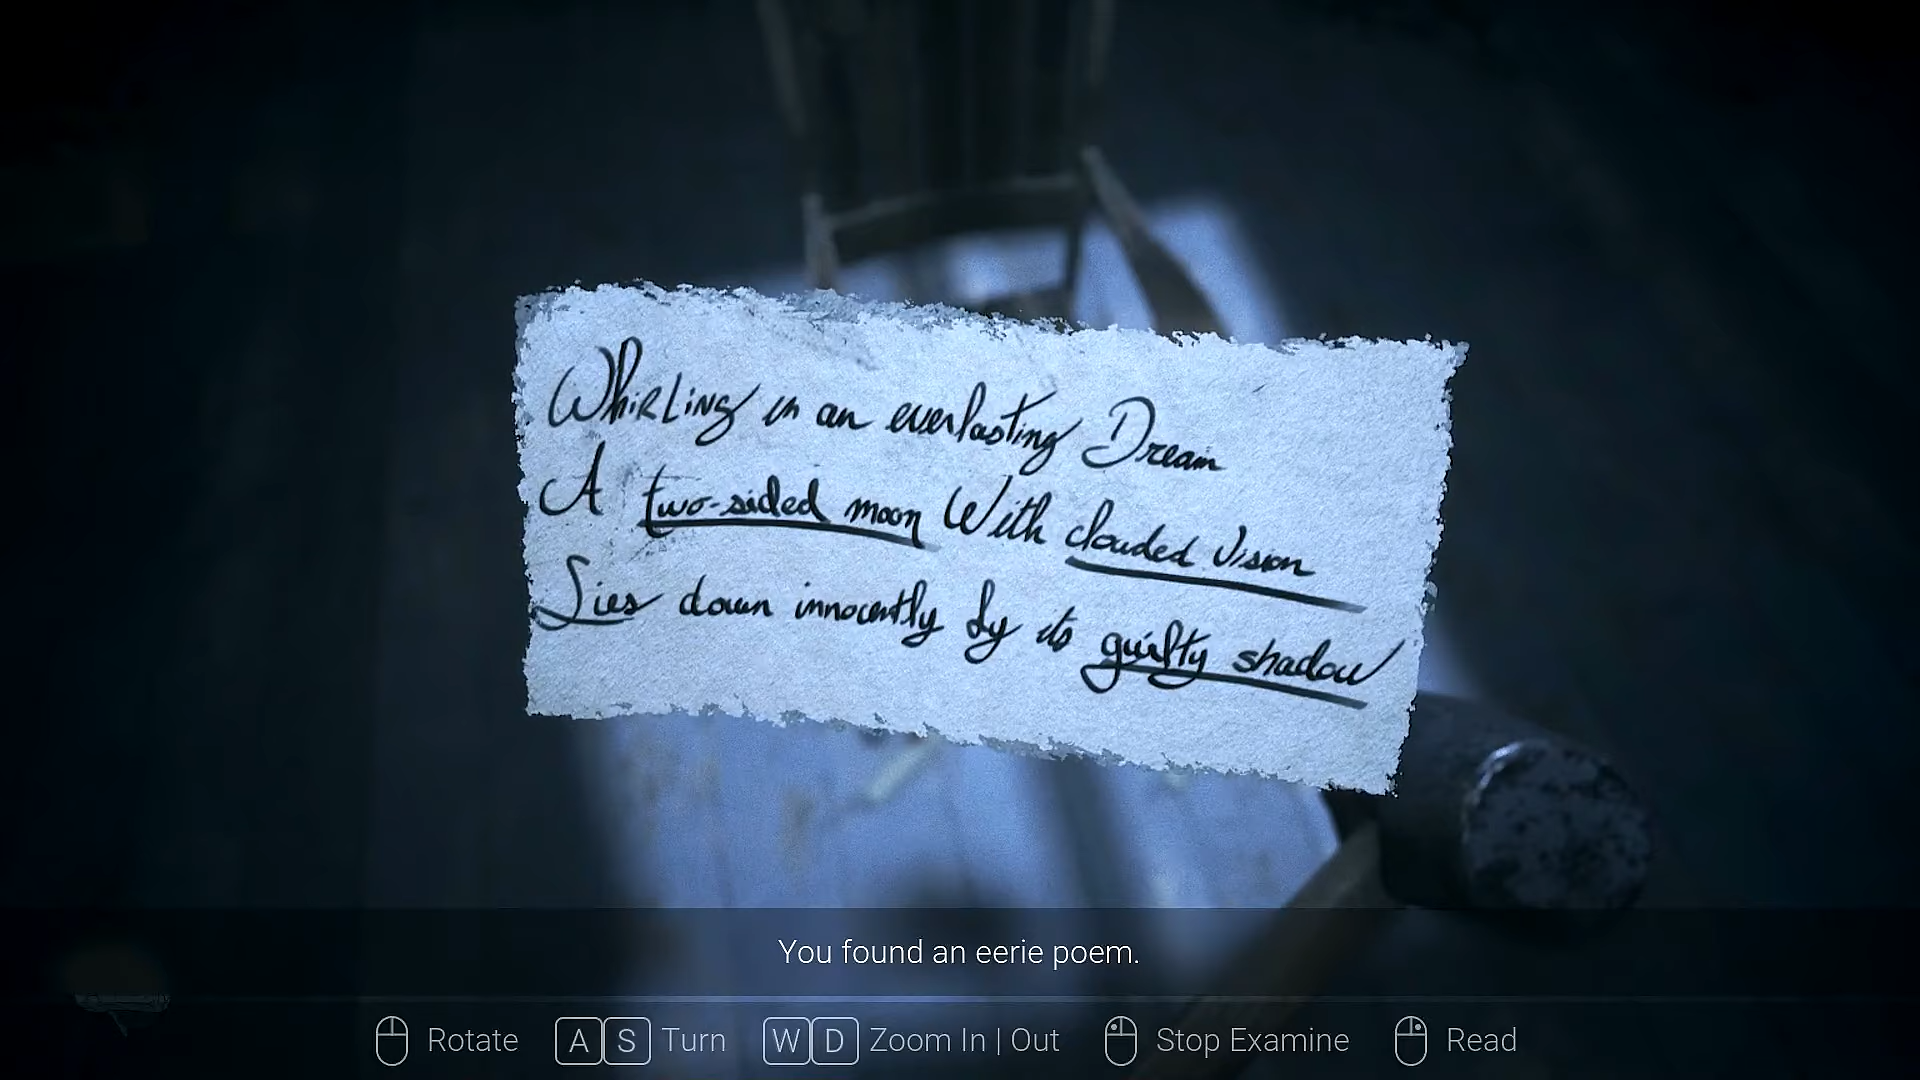 Whirling in an everlasting Dream
A two-sided moon With clouded vision
Lies down innocently by its guilty shadow
You found an eerie poem.
Rotate A S Turn W D Zoom In | Out Stop Examine Read